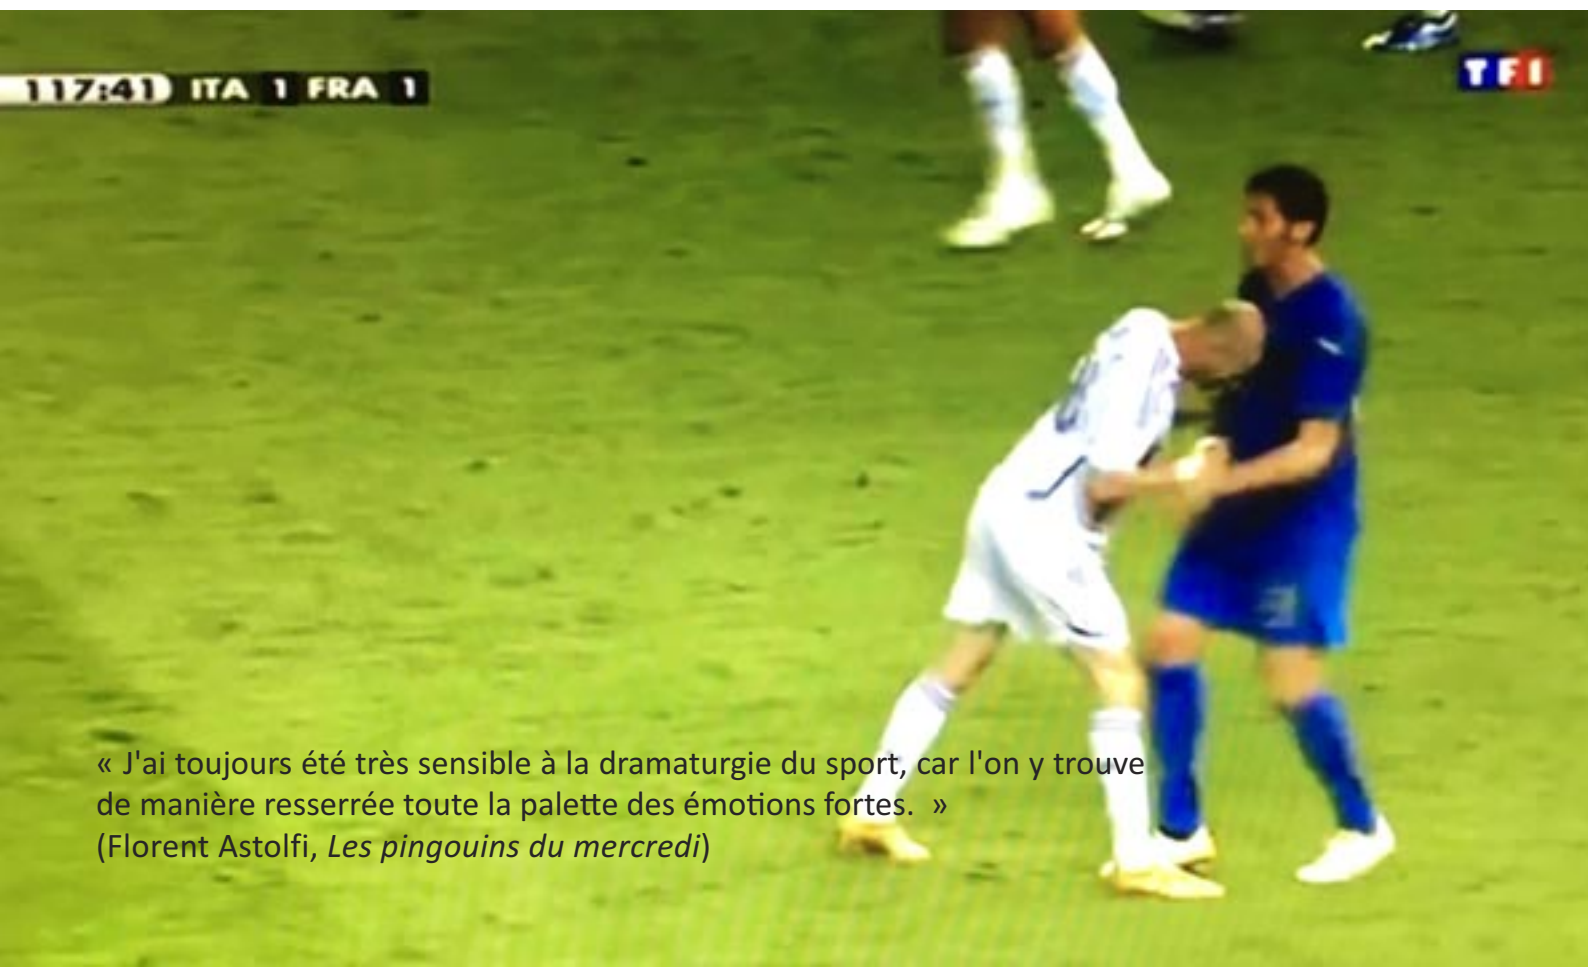 117:41 ITA 1 FRA 1
TF1
« J'ai toujours été très sensible à la dramaturgie du sport, car l'on y trouve
de manière resserrée toute la palette des émotions fortes. »
(Florent Astolfi, Les pingouins du mercredi)